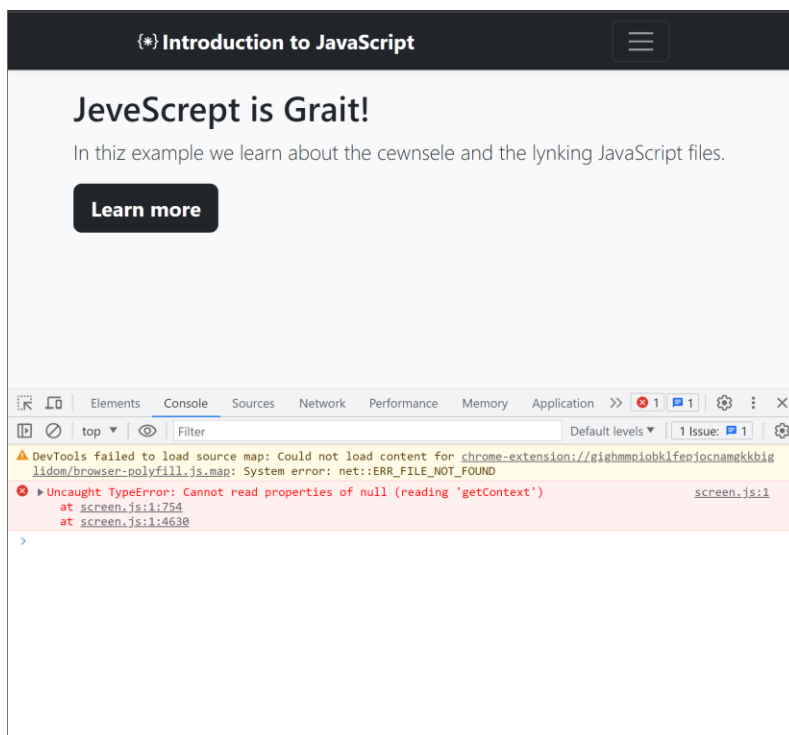 {*} Introduction to JavaScript
JeveScrept is Grait!
In thiz example we learn about the cewnsele and the lynking JavaScript files.
Learn more
Elements Console Sources Network Performance Memory Application >> 1 1
top Filter Default levels 1 Issue: 1
DevTools failed to load source map: Could not load content for chrome-extension://gighmmpiobklfepjocnamgkkbig
lidom/browser-polyfill.js.map: System error: net::ERR_FILE_NOT_FOUND
Uncaught TypeError: Cannot read properties of null (reading 'getContext') screen.js:1
at screen.js:1:754
at screen.js:1:4630
>